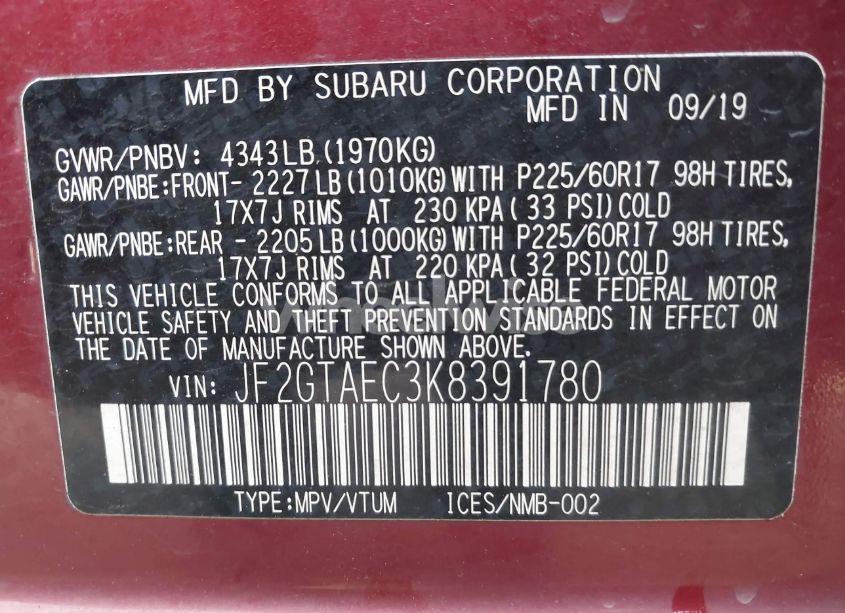 MFD BY SUBARU CORPORATION
MFD IN 09/19
GVWR/PNBV: 4343LB (1970KG)
GAWR/PNBE:FRONT- 2227 LB (1010KG) WITH P225/60R17 98H TIRES,
17X7J RIMS AT 230 KPA ( 33 PSI) COLD
GAWR/PNBE:REAR - 2205 LB (1000KG) WITH P225/60R17 98H TIRES,
17X7J RIMS AT 220 KPA ( 32 PSI) COLD
THIS VEHICLE CONFORMS TO ALL APPLICABLE FEDERAL MOTOR
VEHICLE SAFETY AND THEFT PREVENTION STANDARDS IN EFFECT ON
THE DATE OF MANUFACTURE SHOWN ABOVE.
VIN: JF2GTAEC3K8391780
TYPE:MPV/VTUM ICES/NMB-002